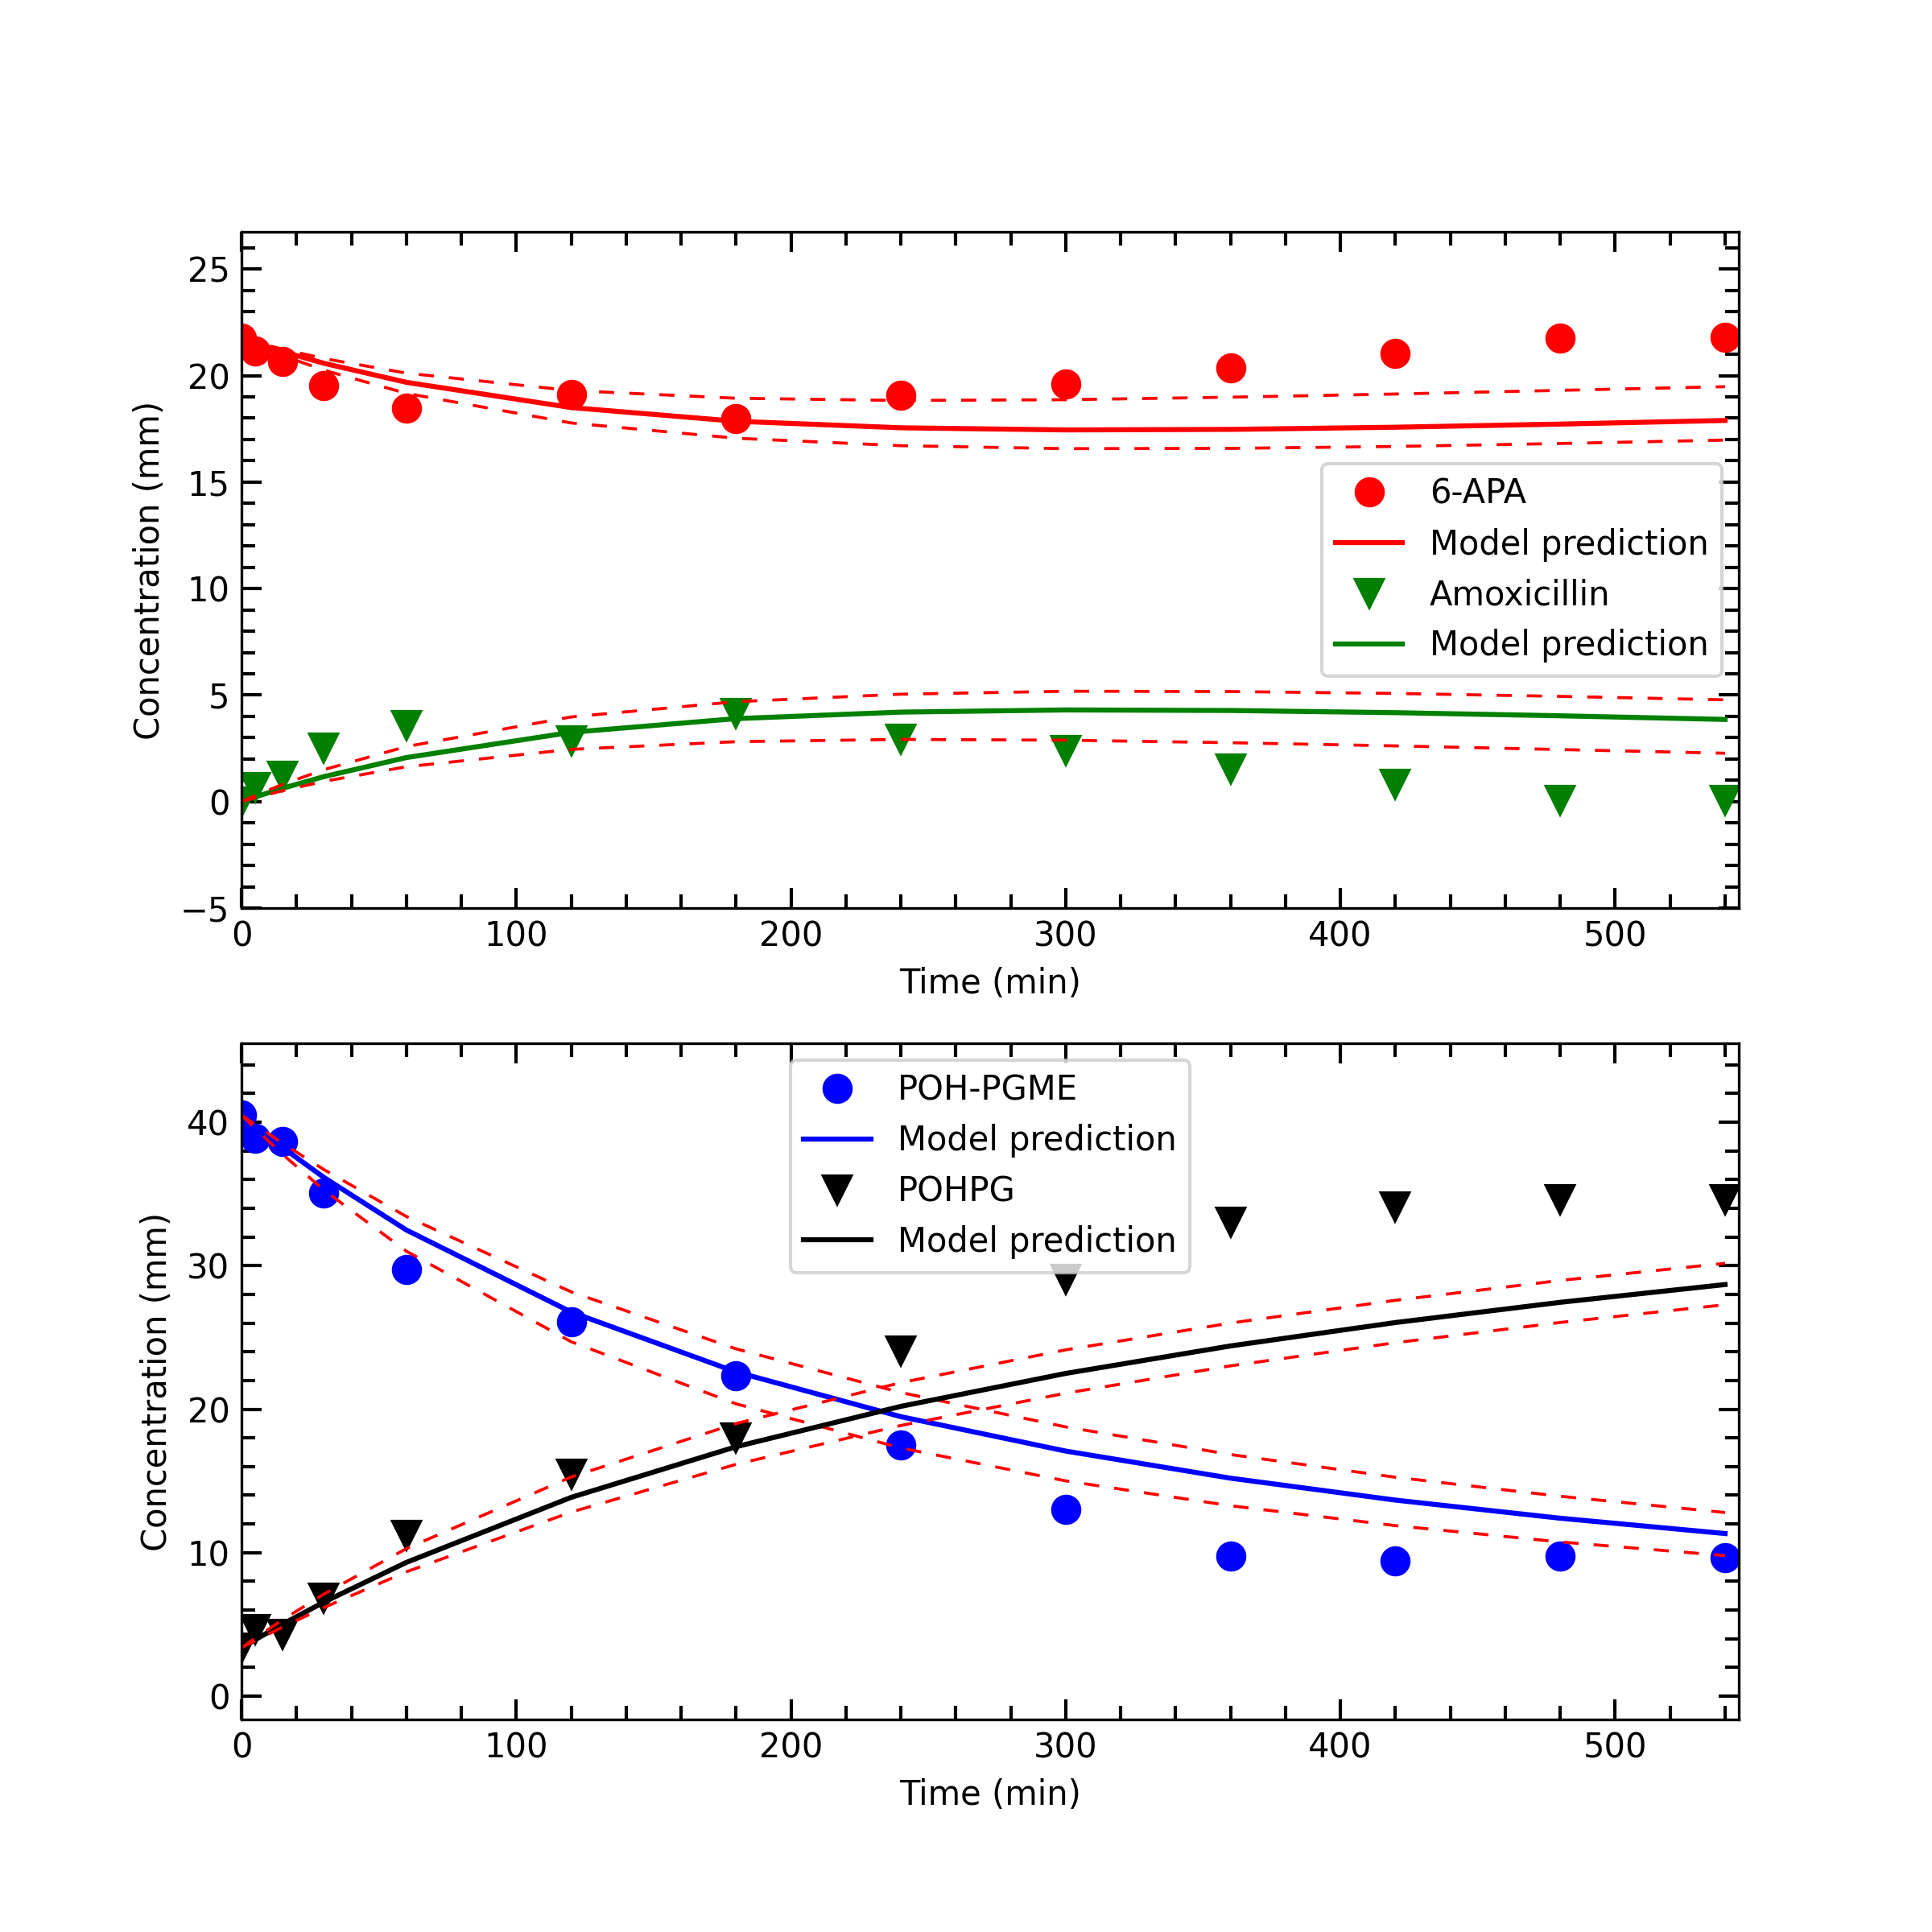 25
20
15
10
5
0
−5
Concentration (mm)
6-APA
Model prediction
Amoxicillin
Model prediction
0 100 200 300 400 500
Time (min)
40
30
20
10
0
Concentration (mm)
POH-PGME
Model prediction
POHPG
Model prediction
0 100 200 300 400 500
Time (min)